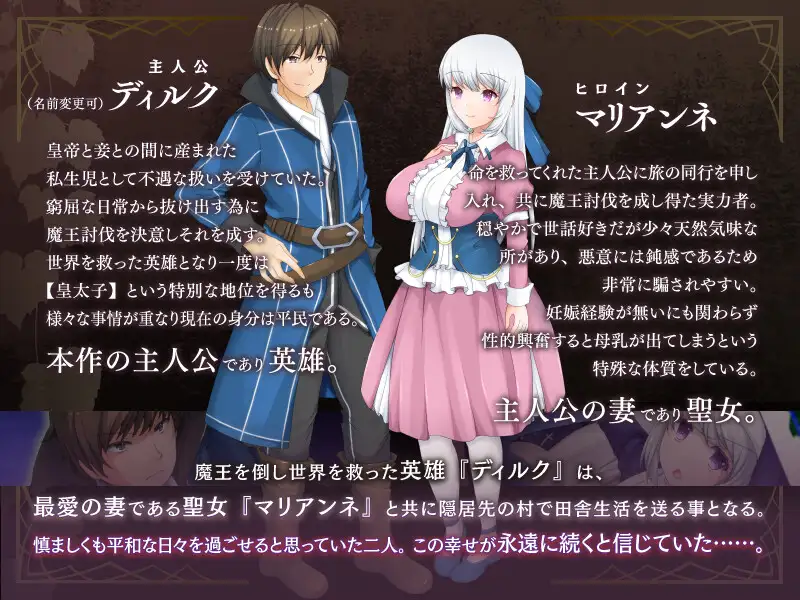 主人公
（名前変更可）ディルク
皇帝と妾との間に産まれた
私生児として不遇な扱いを受けていた。
窮屈な日常から抜け出す為に
魔王討伐を決意しそれを成す。
世界を救った英雄となり一度は
【皇太子】という特別な地位を得るも
様々な事情が重なり現在の身分は平民である。
本作の主人公であり英雄。
ヒロイン
マリアンネ
命を救ってくれた主人公に旅の同行を申し
入れ、共に魔王討伐を成し得た実力者。
穏やかで世話好きだが少々天然気味な
所があり、悪意には鈍感であるため
非常に騙されやすい。
妊娠経験が無いにも関わらず
性的興奮すると母乳が出てしまうという
特殊な体質をしている。
主人公の妻であり聖女。
魔王を倒し世界を救った英雄『ディルク』は、
最愛の妻である聖女『マリアンネ』と共に隠居先の村で田舎生活を送る事となる。
慎ましくも平和な日々を過ごせると思っていた二人。この幸せが永遠に続くと信じていた……。